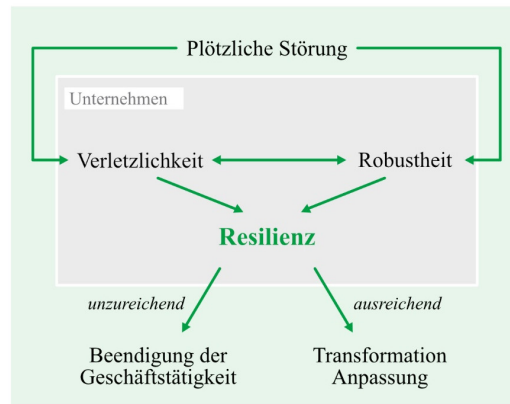 Plötzliche Störung
Unternehmen
Verletzlichkeit
Robustheit
Resilienz
unzureichend
ausreichend
Beendigung der
Geschäftstätigkeit
Transformation
Anpassung